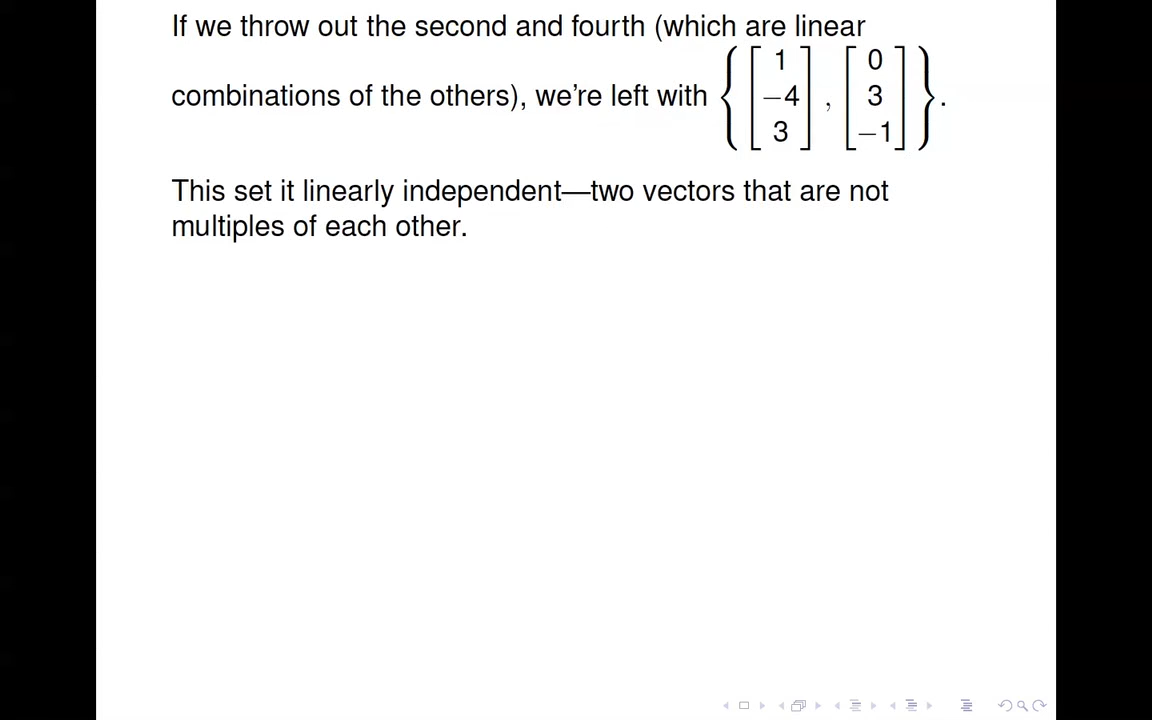 If we throw out the second and fourth (which are linear
combinations of the others), we're left with { [ 1 −4 3 ] , [ 0 3 −1 ] } .
This set it linearly independent—two vectors that are not
multiples of each other.